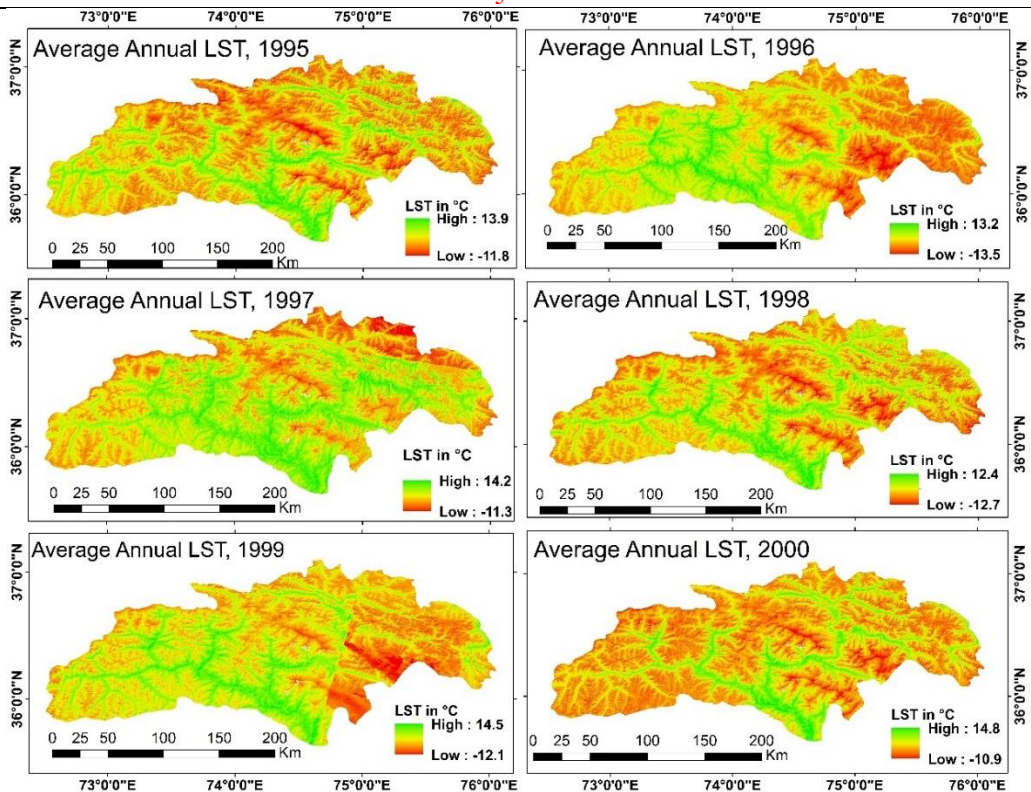 73°0'0"E 74°0'0"E 75°0'0"E 76°0'0"E 73°0'0"E 74°0'0"E 75°0'0"E 76°0'0"E
Average Annual LST, 1995
37°0'0"N
36°0'0"N
LST in °C
High : 13.9
Low : -11.8
0 25 50 100 150 200
Km
Average Annual LST, 1996
37°0'0"N
36°0'0"N
LST in °C
High : 13.2
Low : -13.5
0 25 50 100 150 200
Km
Average Annual LST, 1997
37°0'0"N
36°0'0"N
LST in °C
High : 14.2
Low : -11.3
0 25 50 100 150 200
Km
Average Annual LST, 1998
37°0'0"N
36°0'0"N
LST in °C
High : 12.4
Low : -12.7
0 25 50 100 150 200
Km
Average Annual LST, 1999
37°0'0"N
36°0'0"N
LST in °C
High : 14.5
Low : -12.1
0 25 50 100 150 200
Km
Average Annual LST, 2000
37°0'0"N
36°0'0"N
LST in °C
High : 14.8
Low : -10.9
0 25 50 100 150 200
Km
73°0'0"E 74°0'0"E 75°0'0"E 76°0'0"E 73°0'0"E 74°0'0"E 75°0'0"E 76°0'0"E